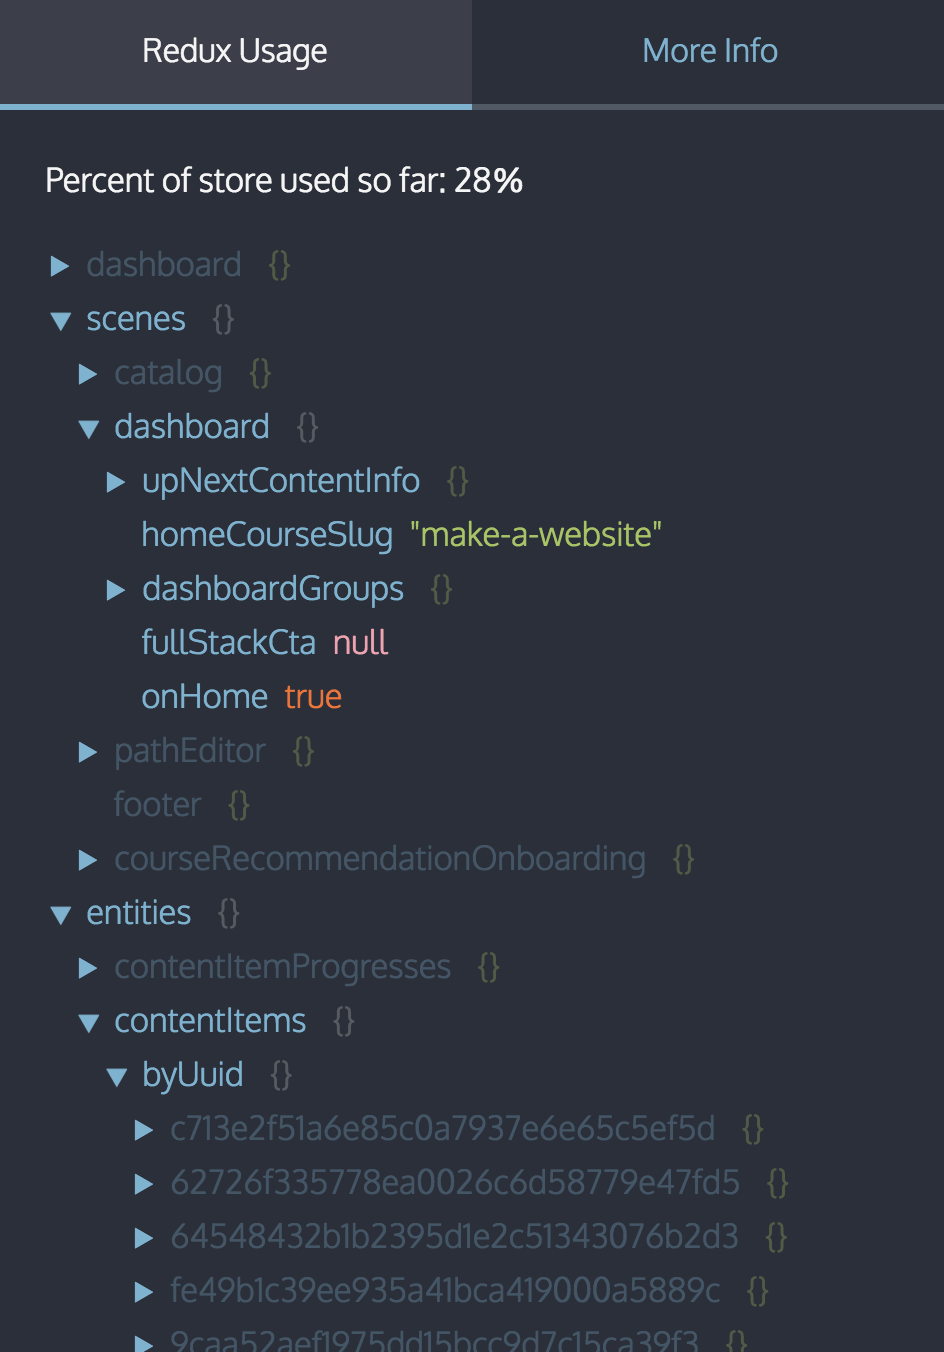 Redux Usage More Info
Percent of store used so far: 28%
dashboard {}
scenes {}
catalog {}
dashboard {}
upNextContentInfo {}
homeCourseSlug "make-a-website"
dashboardGroups {}
fullStackCta null
onHome true
pathEditor {}
footer {}
courseRecommendationOnboarding {}
entities {}
contentItemProgresses {}
contentItems {}
byUuid {}
c713e2f51a6e85c0a7937e6e65c5ef5d {}
62726f335778ea0026c6d58779e47fd5 {}
64548432b1b2395d1e2c51343076b2d3 {}
fe49b1c39ee935a41bca419000a5889c {}
9caa52aef1975dd15bcc9d7c15ca39f3 {}